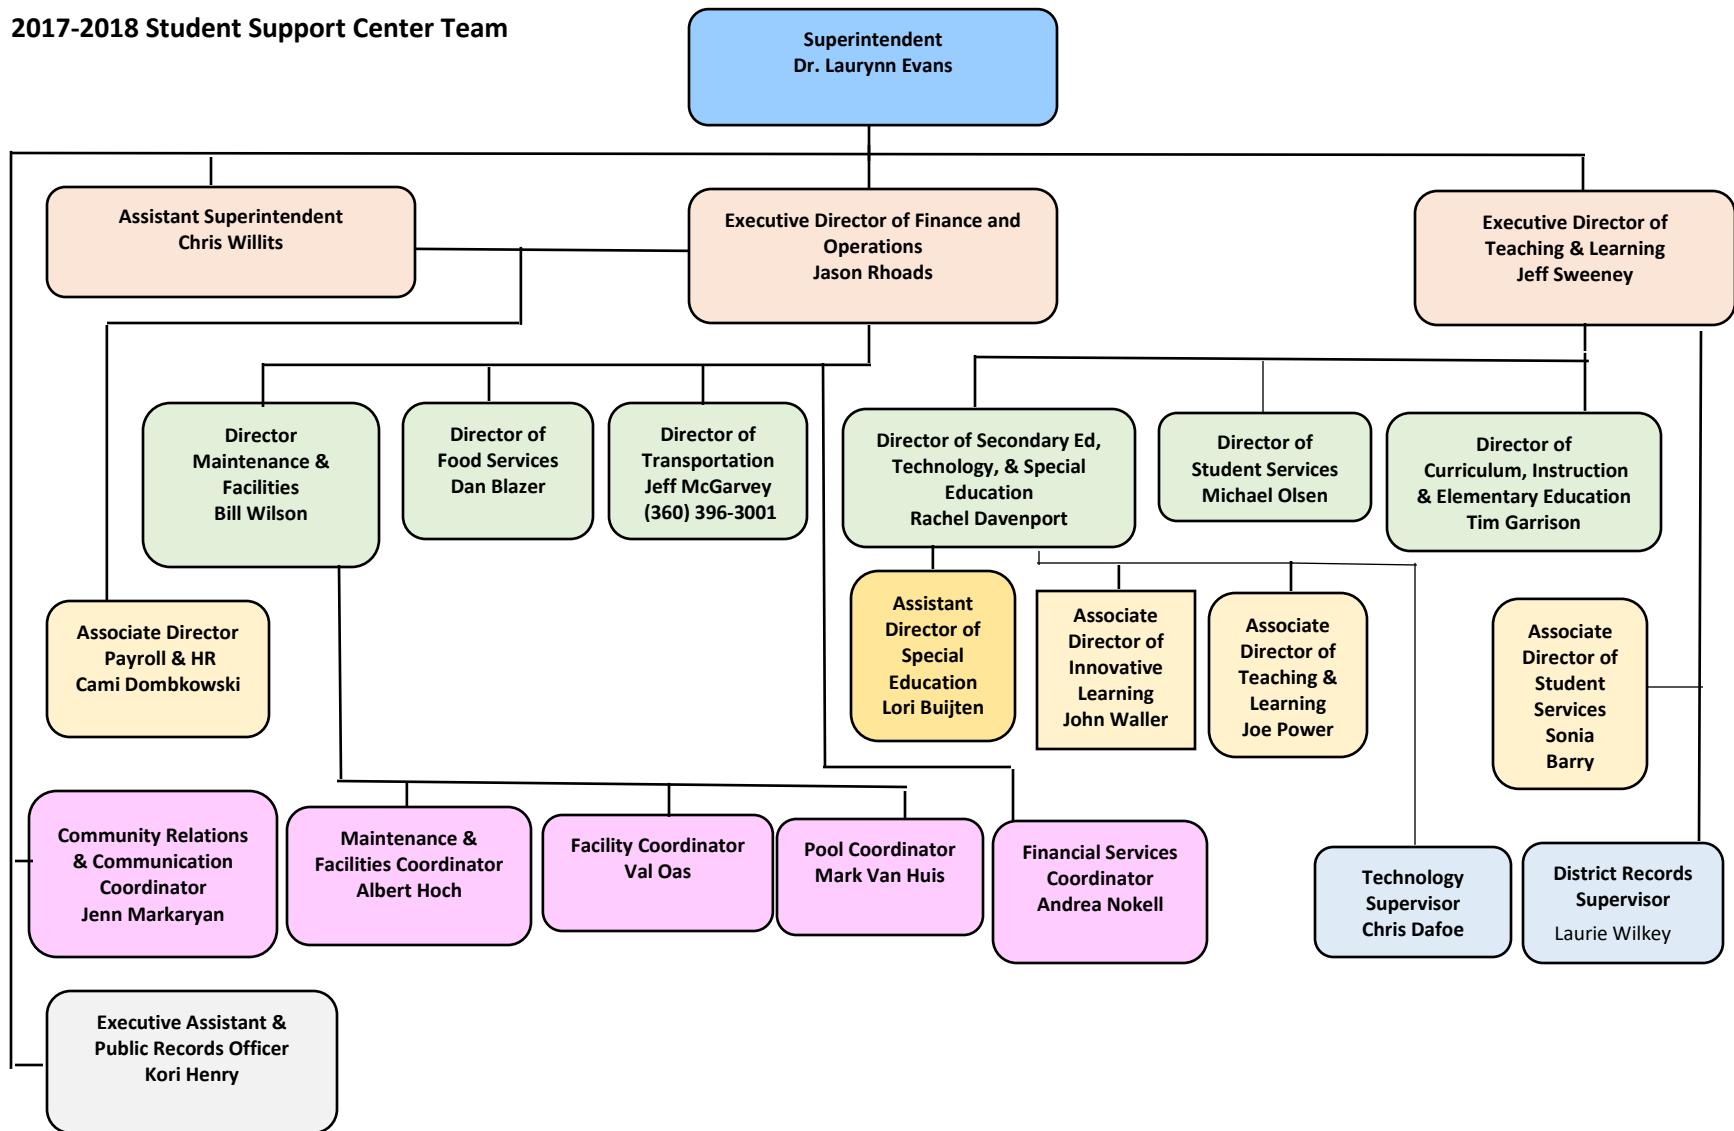 2017-2018 Student Support Center Team
Superintendent
Dr. Laurynn Evans
Assistant Superintendent
Chris Willits
Executive Director of Finance and
Operations
Jason Rhoads
Executive Director of
Teaching & Learning
Jeff Sweeney
Director
Maintenance &
Facilities
Bill Wilson
Director of
Food Services
Dan Blazer
Director of
Transportation
Jeff McGarvey
(360) 396-3001
Director of Secondary Ed,
Technology, & Special
Education
Rachel Davenport
Director of
Student Services
Michael Olsen
Director of
Curriculum, Instruction
& Elementary Education
Tim Garrison
Associate Director
Payroll & HR
Cami Dombkowski
Assistant
Director of
Special
Education
Lori Buijten
Associate
Director of
Innovative
Learning
John Waller
Associate
Director of
Teaching &
Learning
Joe Power
Associate
Director of
Student
Services
Sonia
Barry
Community Relations
& Communication
Coordinator
Jenn Markaryan
Maintenance &
Facilities Coordinator
Albert Hoch
Facility Coordinator
Val Oas
Pool Coordinator
Mark Van Huis
Financial Services
Coordinator
Andrea Nokell
Technology
Supervisor
Chris Dafoe
District Records
Supervisor
Laurie Wilkey
Executive Assistant &
Public Records Officer
Kori Henry